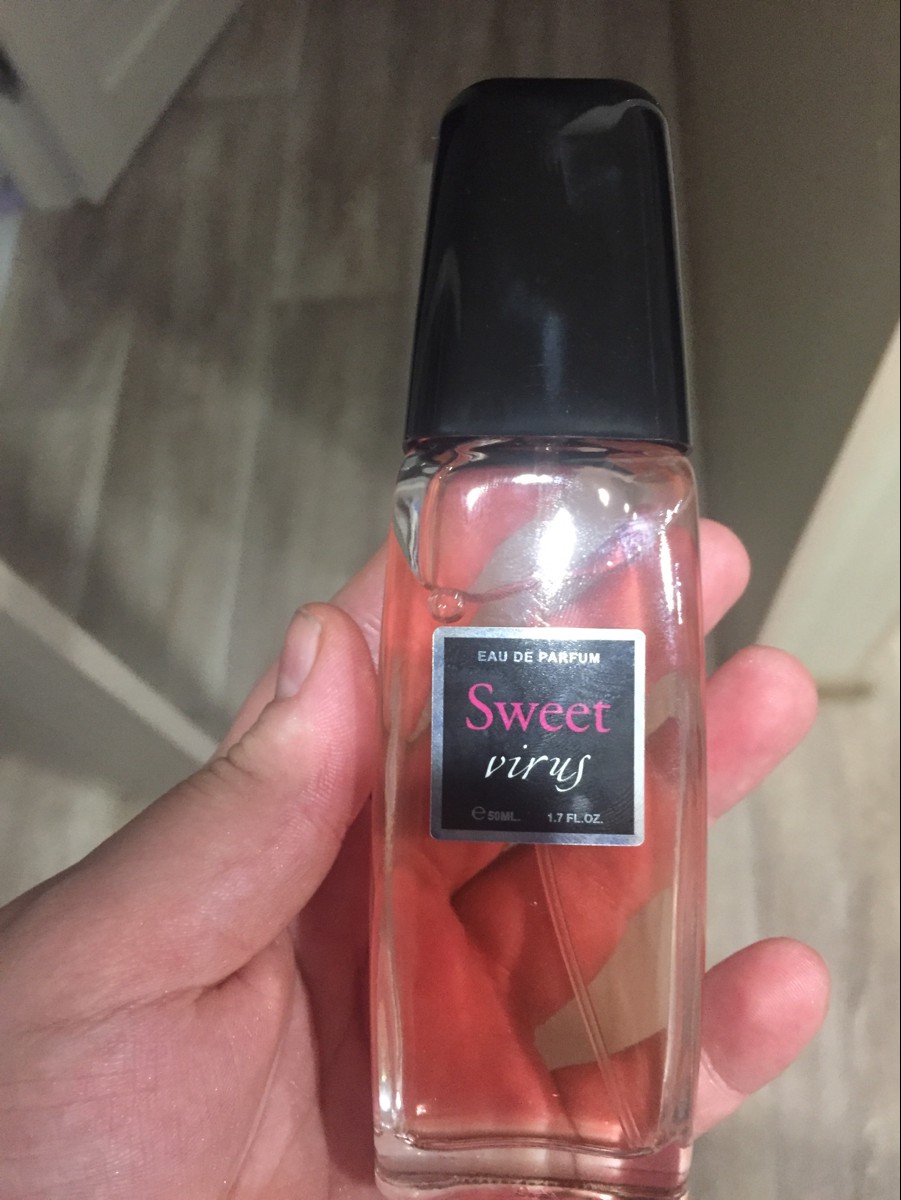 EAU DE PARFUM
Sweet
virus
℮ 50ML. 1.7 FL.OZ.